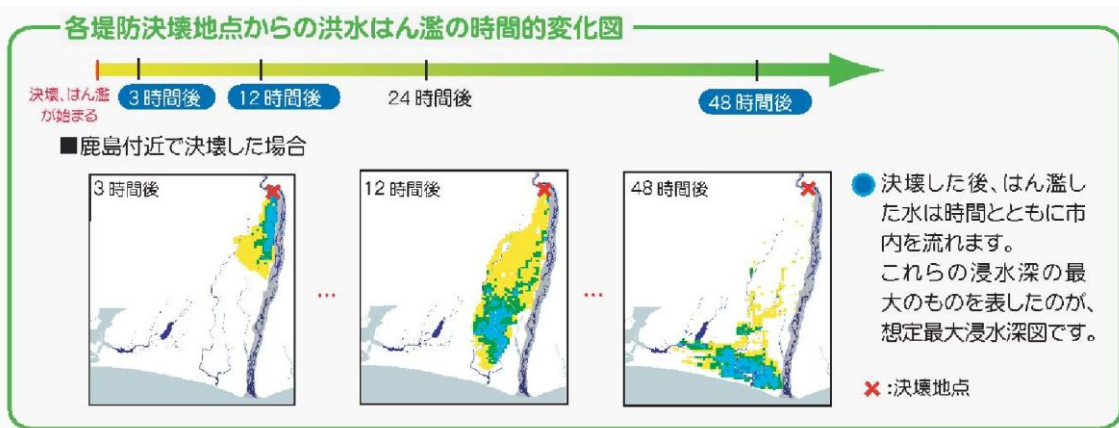 各堤防決壊地点からの洪水はん濫の時間的変化図
決壊、はん濫
が始まる
3時間後
12時間後
24時間後
48時間後
■鹿島付近で決壊した場合
3時間後
12時間後
48時間後
…
…
●決壊した後、はん濫し
た水は時間とともに市
内を流れます。
これらの浸水深の最
大のものを表したのが、
想定最大浸水深図です。
×:決壊地点